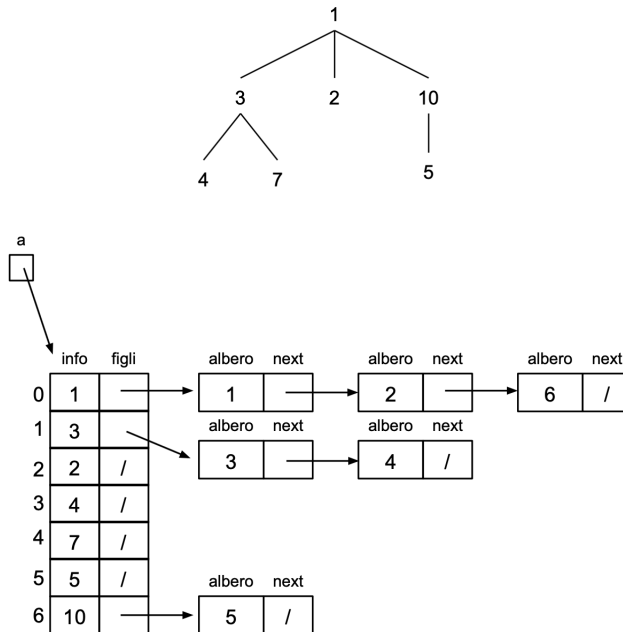 1
3 2 10
4 7 5
a
info figli albero next albero next albero next
0 1 1 2 6 /
1 3 albero next albero next
3 4 /
2 2 /
3 4 /
4 7 /
5 5 / albero next
6 10 5 /